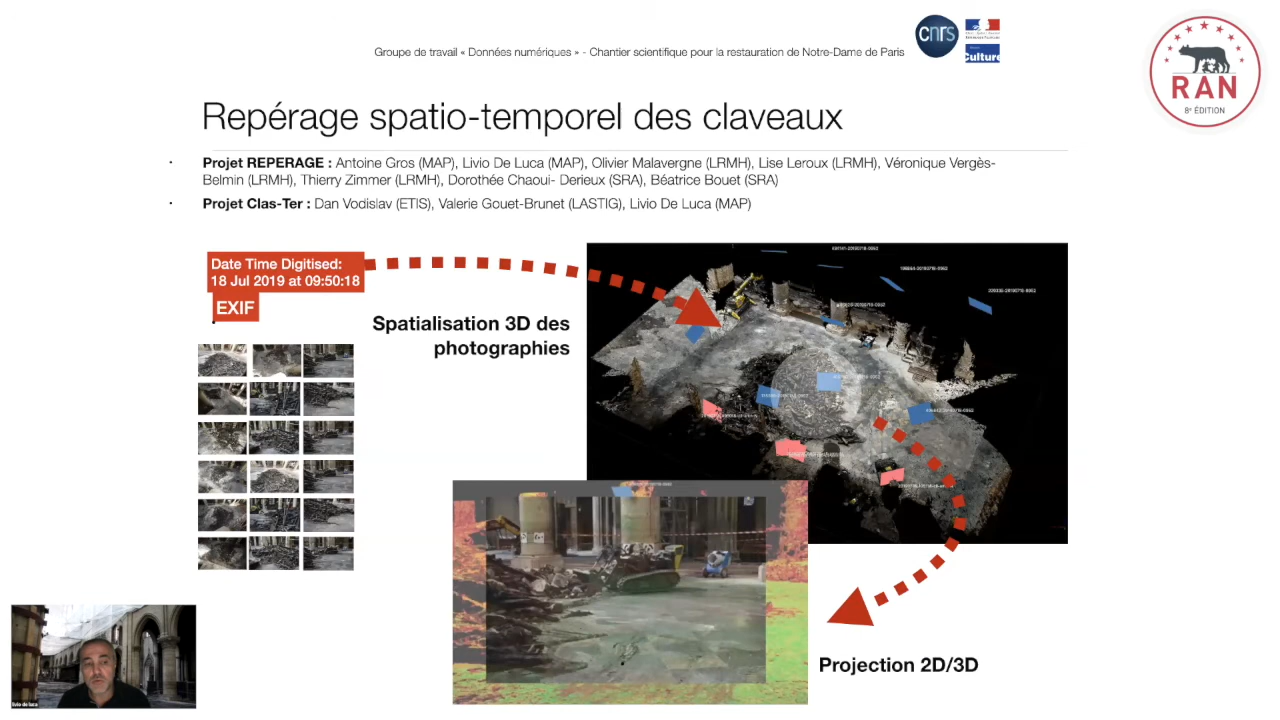 Groupe de travail « Données numériques » - Chantier scientifique pour la restauration de Notre-Dame de Paris
cnrs
Culture
RAN
8e ÉDITION
Repérage spatio-temporel des claveaux
· Projet REPERAGE : Antoine Gros (MAP), Livio De Luca (MAP), Olivier Malavergne (LRMH), Lise Leroux (LRMH), Véronique Vergès-
Belmin (LRMH), Thierry Zimmer (LRMH), Dorothée Chaoui- Derieux (SRA), Béatrice Bouet (SRA)
· Projet Clas-Ter : Dan Vodislav (ETIS), Valerie Gouet-Brunet (LASTIG), Livio De Luca (MAP)
Date Time Digitised:
18 Jul 2019 at 09:50:18
EXIF
Spatialisation 3D des
photographies
Projection 2D/3D
livio de luca